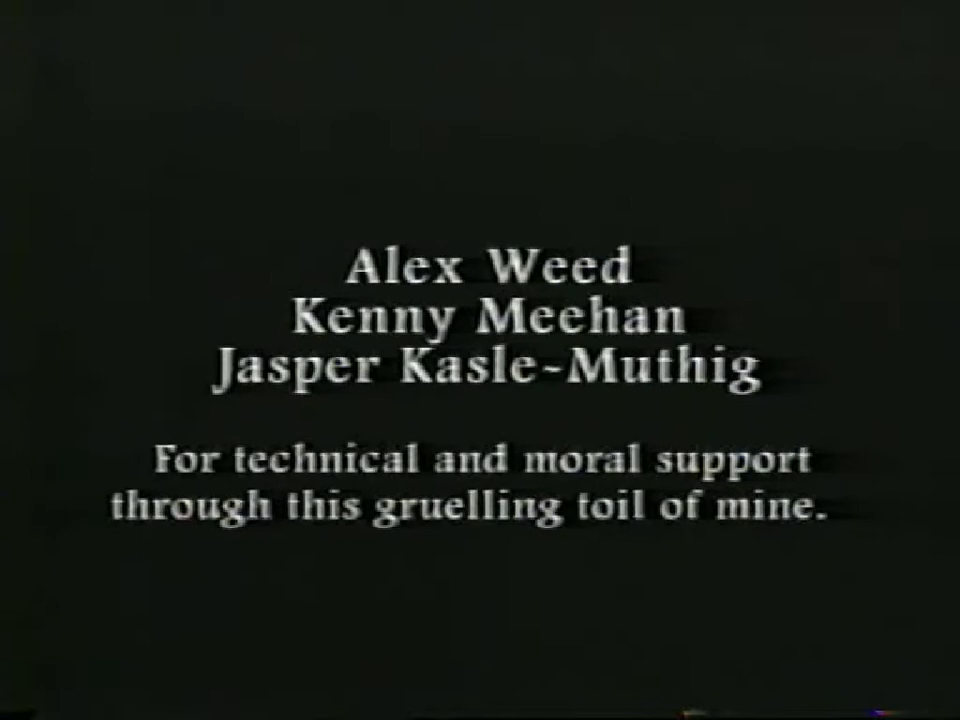 Alex Weed
Kenny Meehan
Jasper Kasle-Muthig
For technical and moral support
through this gruelling toil of mine.